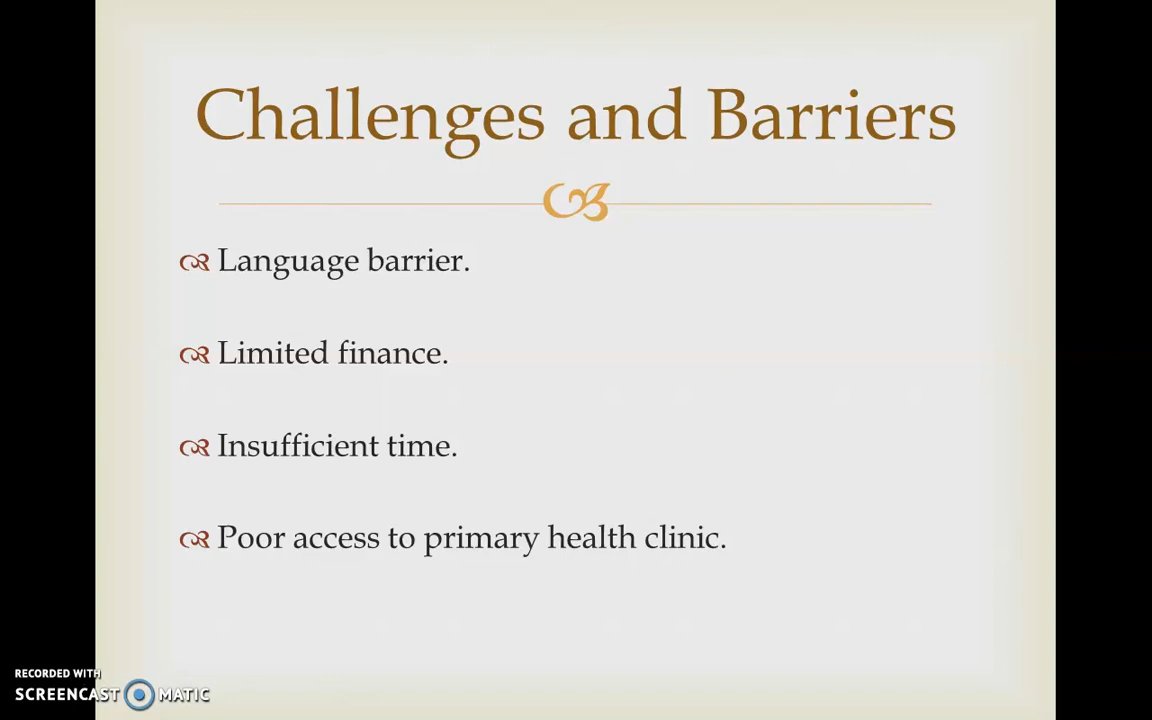 Challenges and Barriers
Language barrier.
Limited finance.
Insufficient time.
Poor access to primary health clinic.
RECORDED WITH
SCREENCAST MATIC